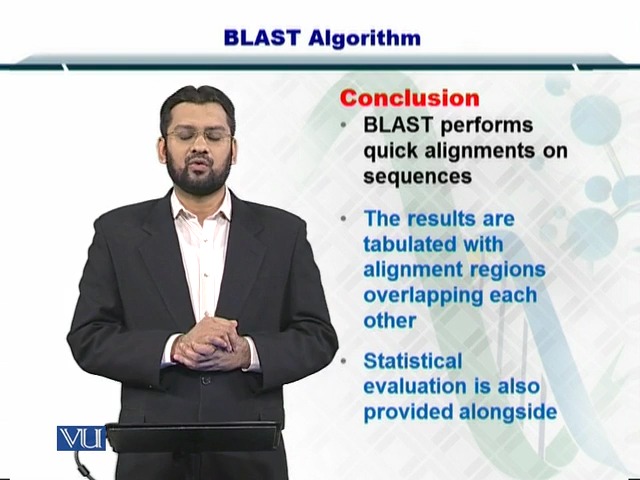 BLAST Algorithm
Conclusion
• BLAST performs
quick alignments on
sequences
• The results are
tabulated with
alignment regions
overlapping each
other
• Statistical
evaluation is also
provided alongside
VU